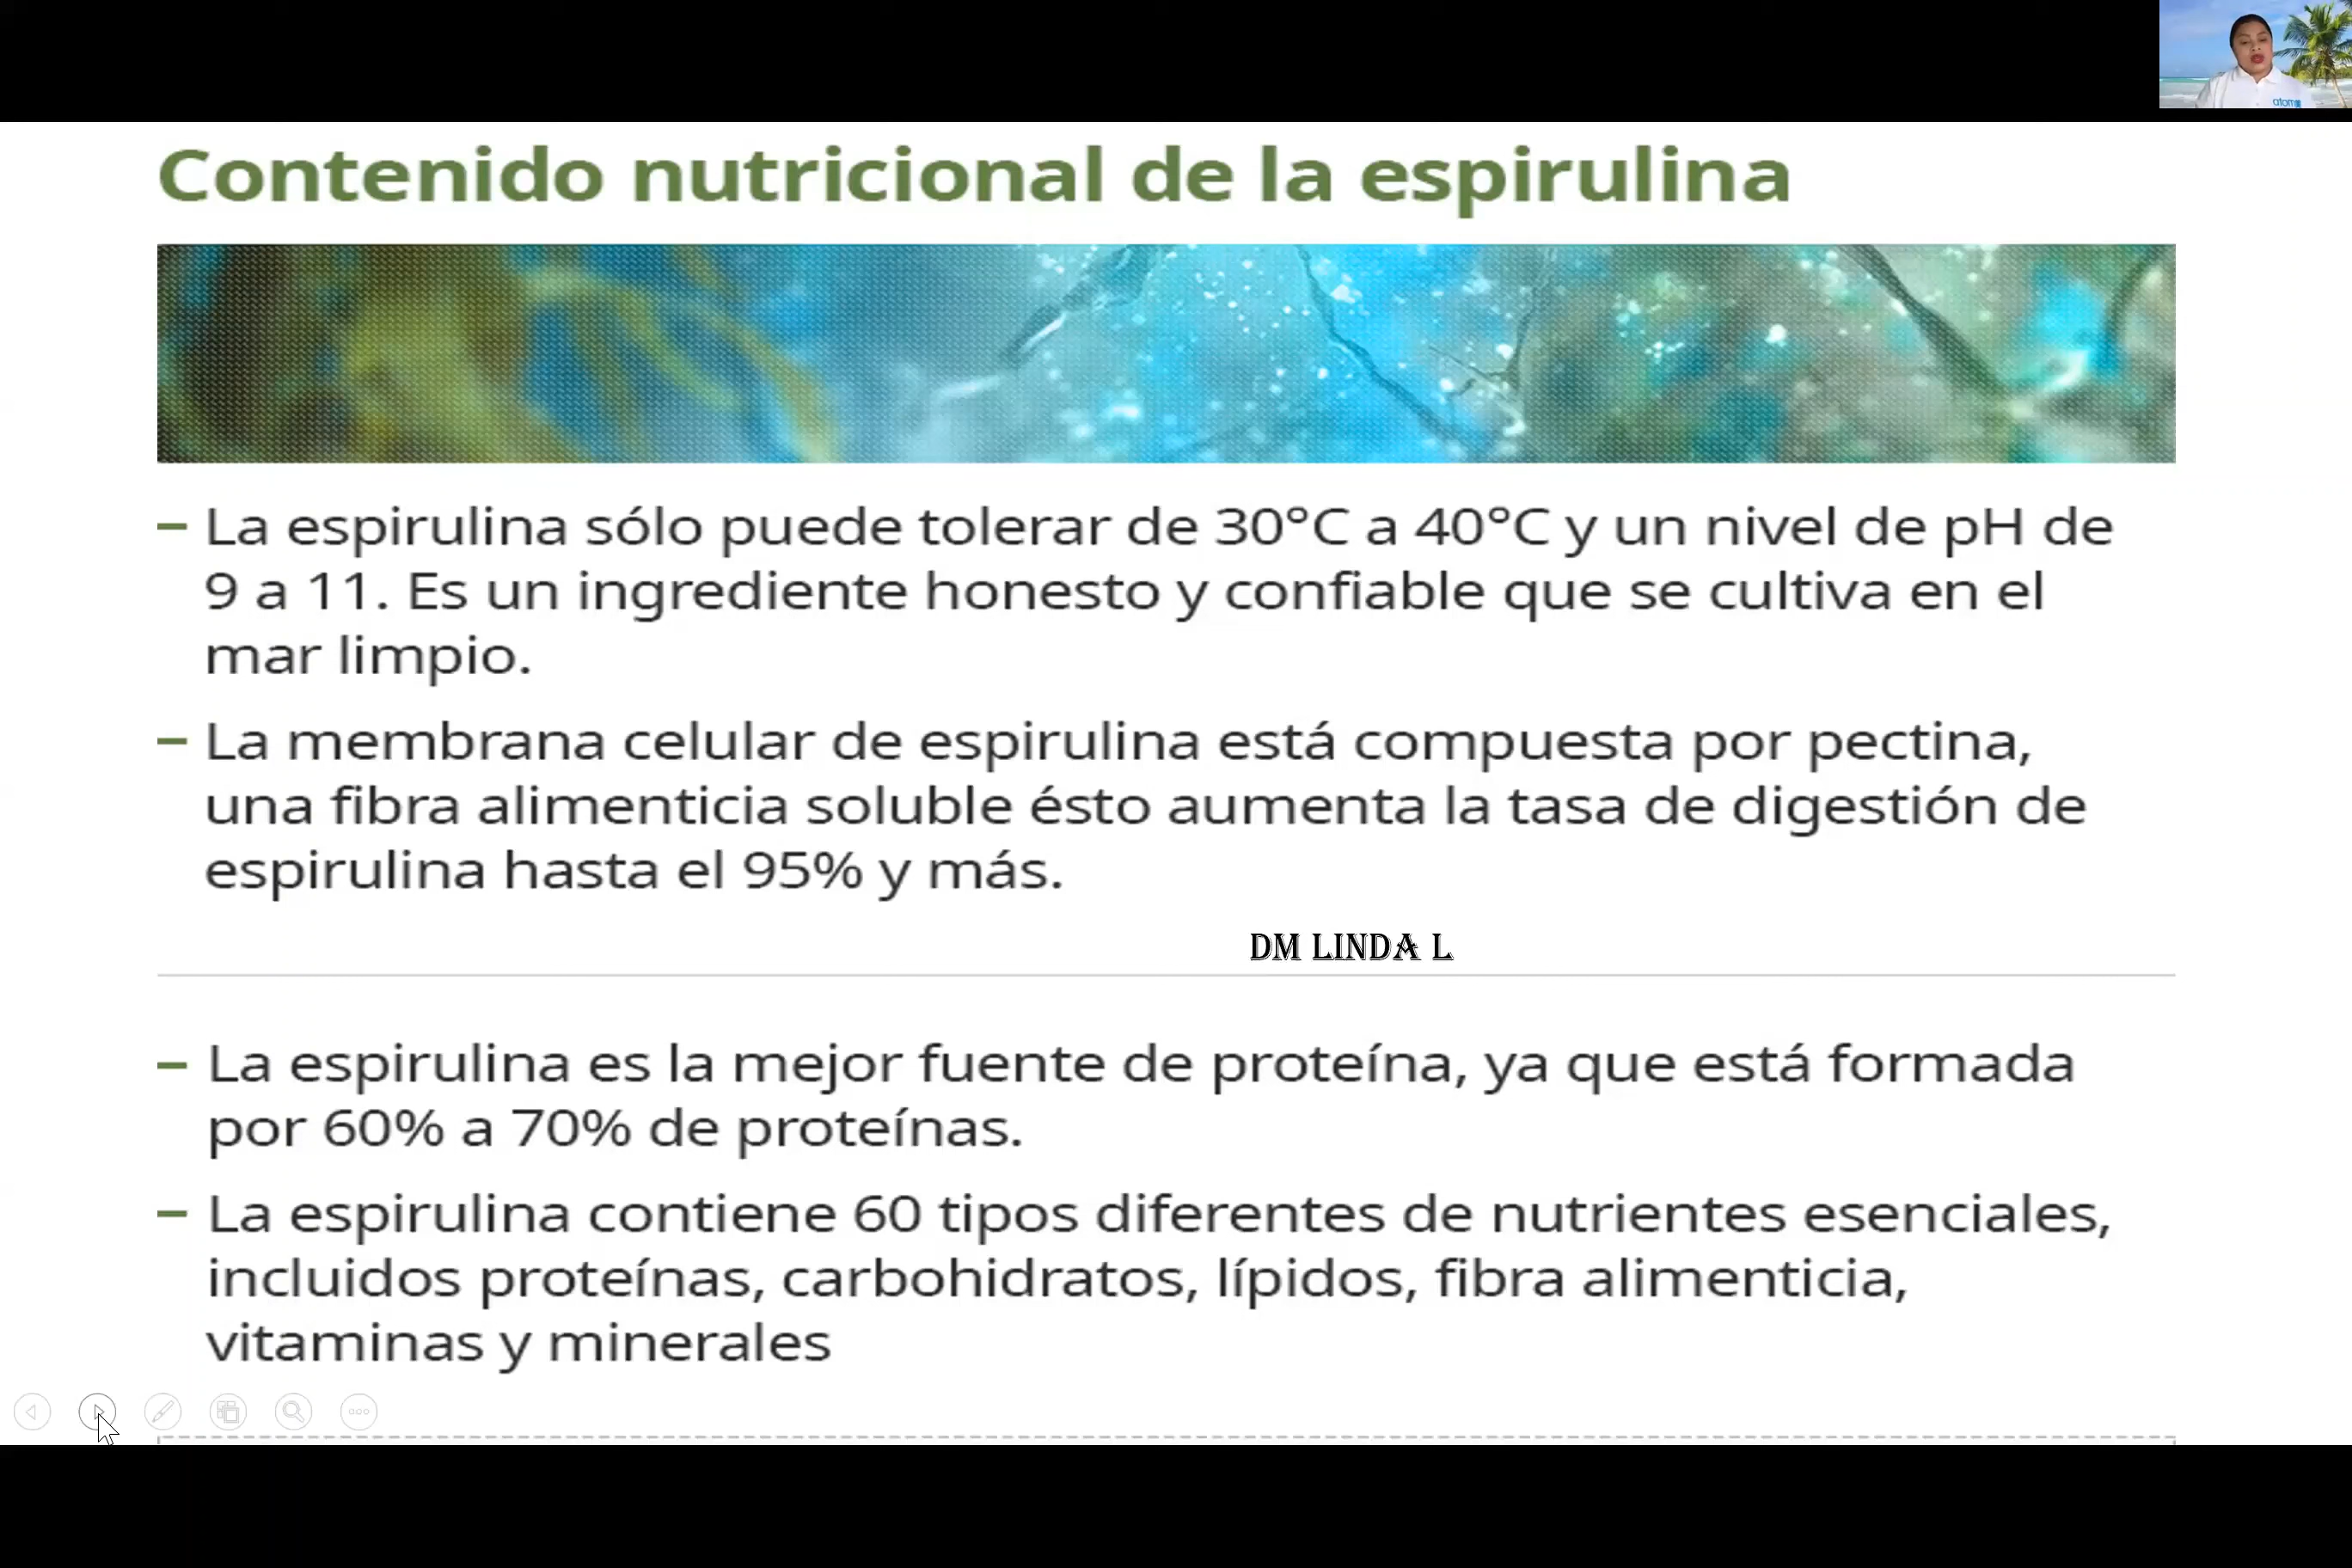 Contenido nutricional de la espirulina
– La espirulina sólo puede tolerar de 30°C a 40°C y un nivel de pH de
9 a 11. Es un ingrediente honesto y confiable que se cultiva en el
mar limpio.
– La membrana celular de espirulina está compuesta por pectina,
una fibra alimenticia soluble ésto aumenta la tasa de digestión de
espirulina hasta el 95% y más.
DM LINDA L
– La espirulina es la mejor fuente de proteína, ya que está formada
por 60% a 70% de proteínas.
– La espirulina contiene 60 tipos diferentes de nutrientes esenciales,
incluidos proteínas, carbohidratos, lípidos, fibra alimenticia,
vitaminas y minerales